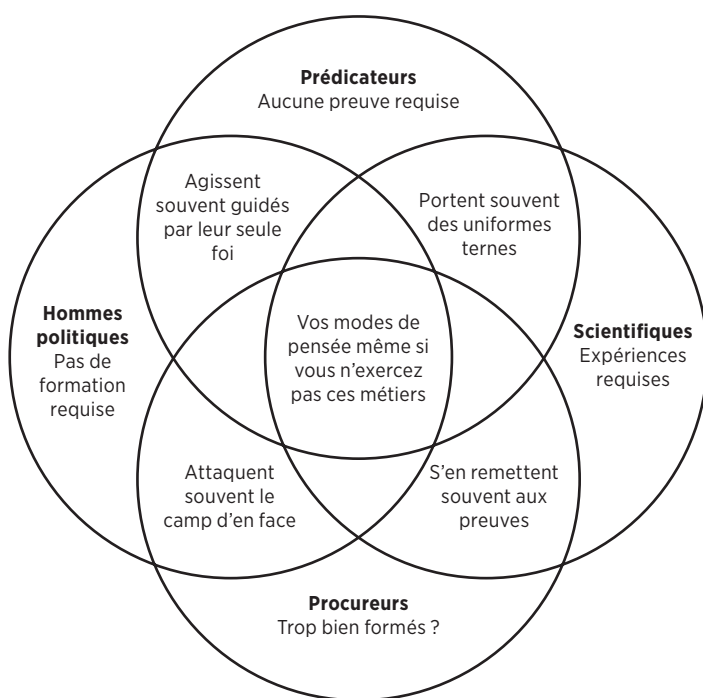 Prédicateurs
Aucune preuve requise
Agissent
souvent guidés
par leur seule
foi
Portent souvent
des uniformes
ternes
Hommes
politiques
Pas de
formation
requise
Vos modes de
pensée même si
vous n'exercez
pas ces métiers
Scientifiques
Expériences
requises
Attaquent
souvent le
camp d'en face
S'en remettent
souvent aux
preuves
Procureurs
Trop bien formés ?